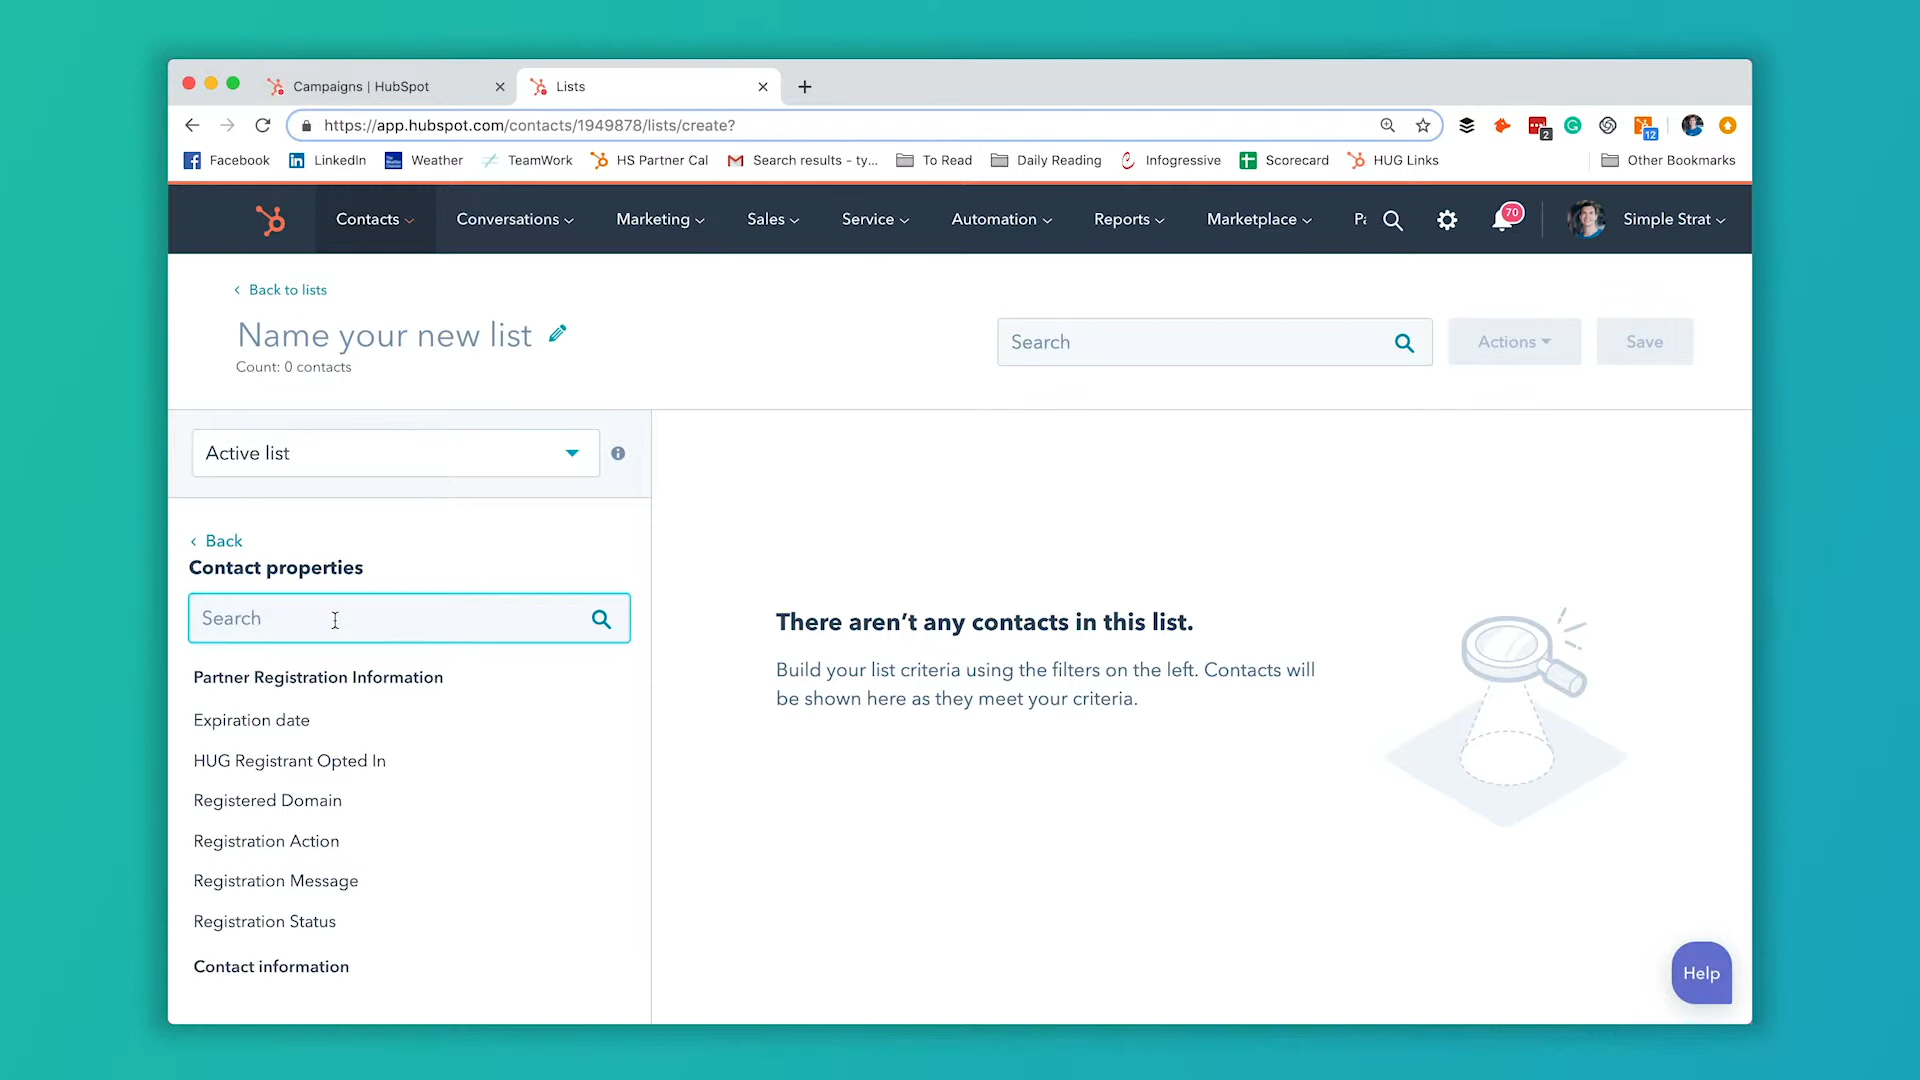 Campaigns | HubSpot
Lists
https://app.hubspot.com/contacts/1949878/lists/create?
2
12
Facebook
LinkedIn
Weather
TeamWork
HS Partner Cal
Search results - ty...
To Read
Daily Reading
Infogressive
Scorecard
HUG Links
Other Bookmarks
Contacts
Conversations
Marketing
Sales
Service
Automation
Reports
Marketplace
Pa
70
Simple Strat
Back to lists
Name your new list
Count: 0 contacts
Search
Actions
Save
Active list
Back
Contact properties
Search
Partner Registration Information
Expiration date
HUG Registrant Opted In
Registered Domain
Registration Action
Registration Message
Registration Status
Contact information
There aren’t any contacts in this list.
Build your list criteria using the filters on the left. Contacts will
be shown here as they meet your criteria.
Help